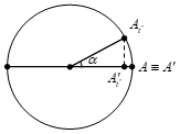 A_i
α
A'_i A ≡ A'